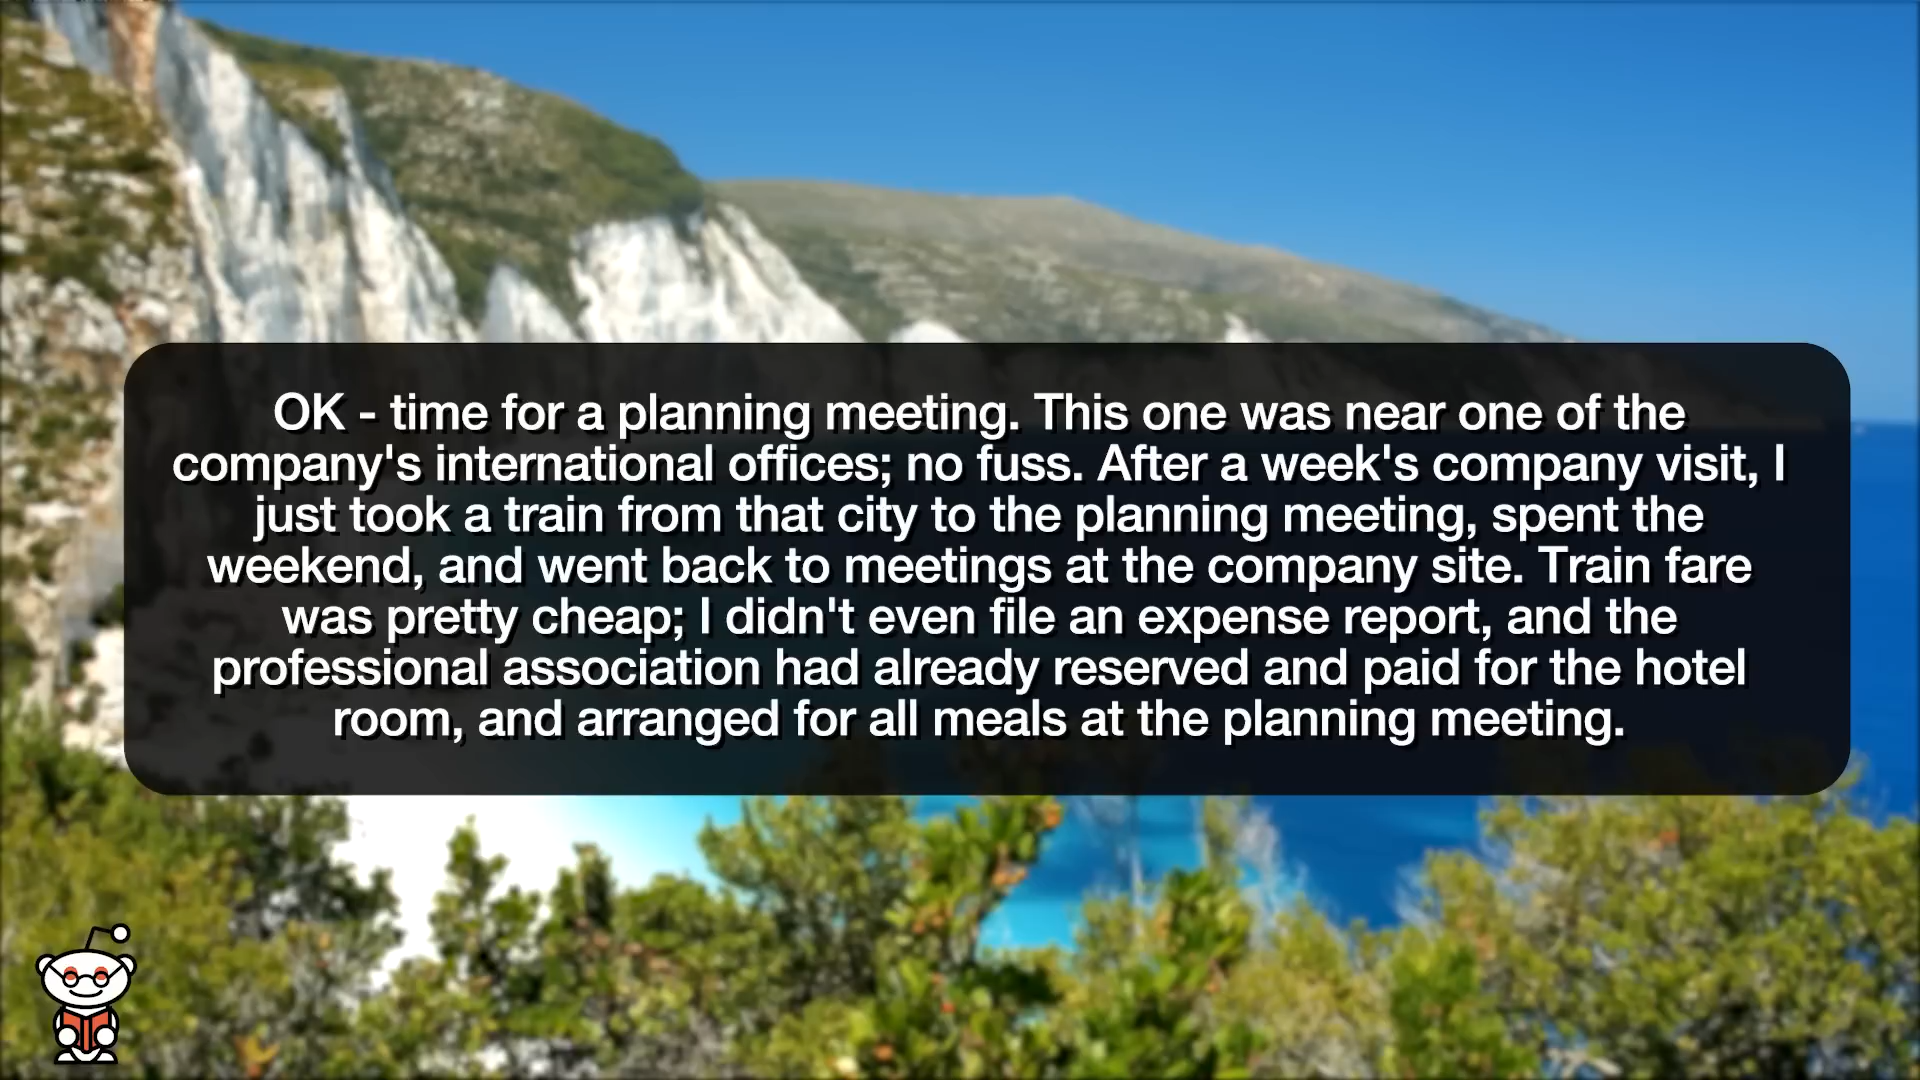 OK - time for a planning meeting. This one was near one of the
company's international offices; no fuss. After a week's company visit, I
just took a train from that city to the planning meeting, spent the
weekend, and went back to meetings at the company site. Train fare
was pretty cheap; I didn't even file an expense report, and the
professional association had already reserved and paid for the hotel
room, and arranged for all meals at the planning meeting.